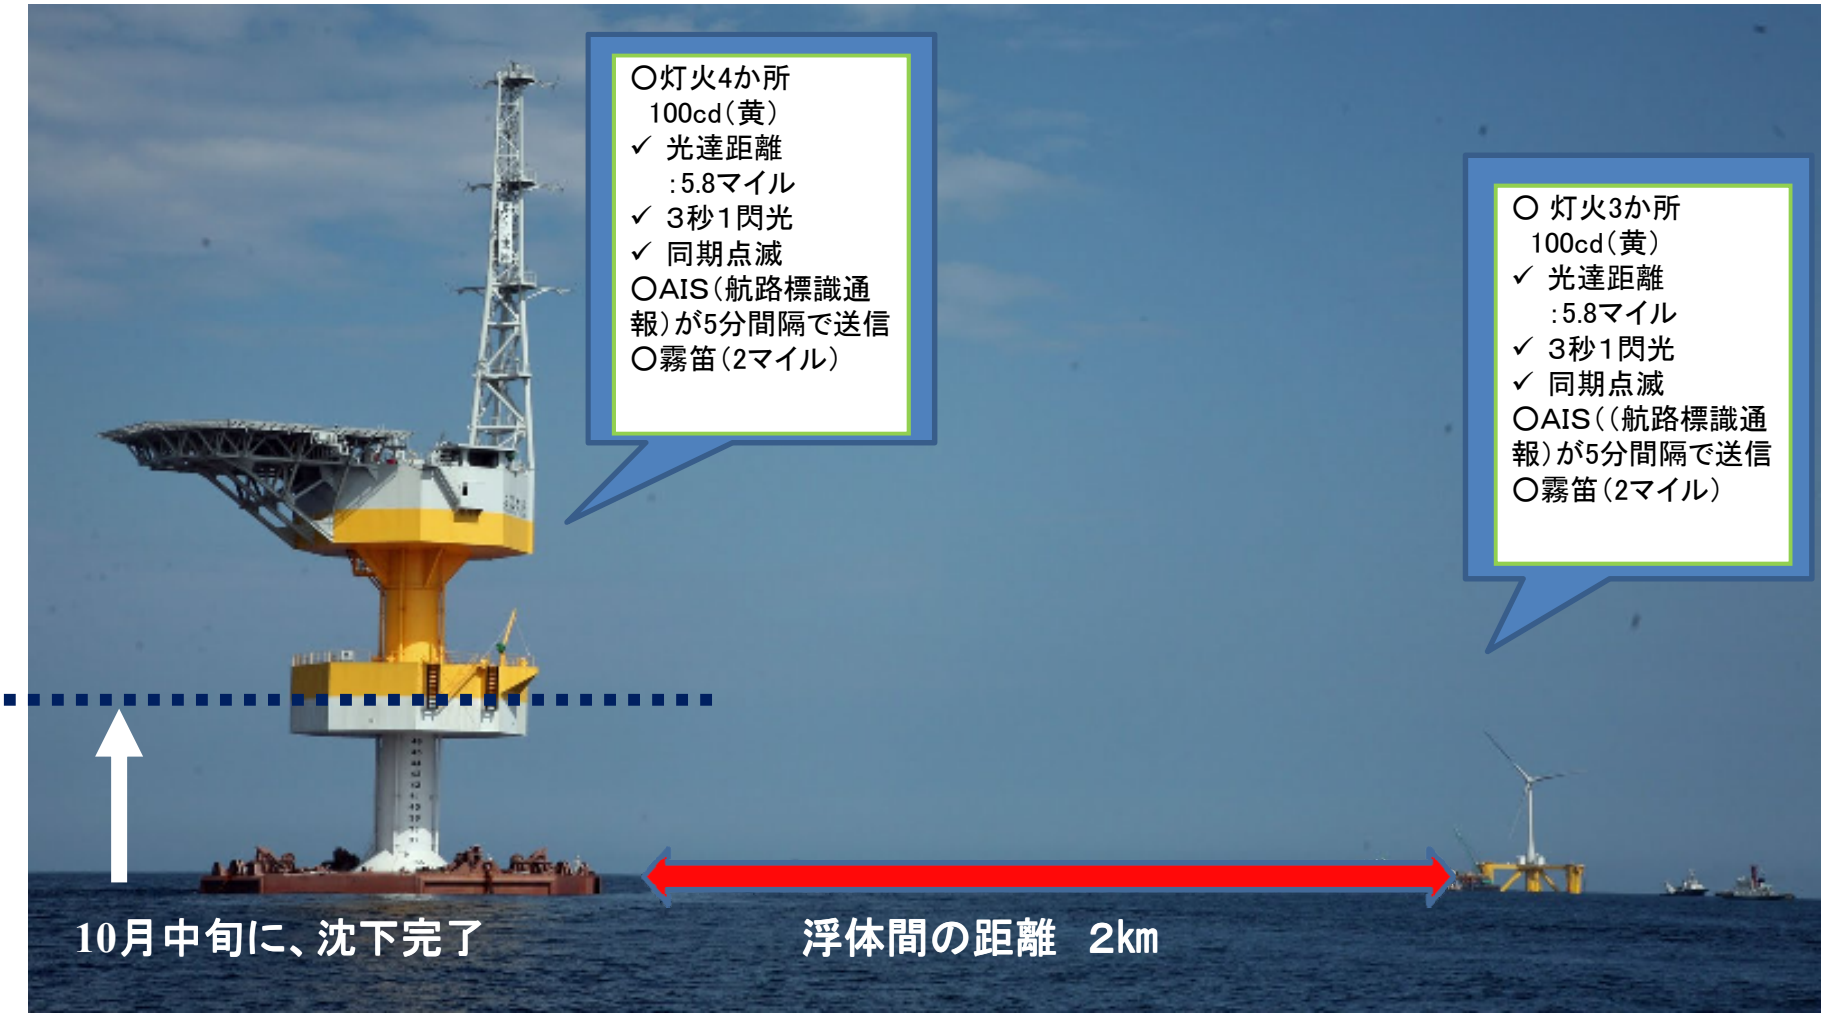 〇灯火4か所
100cd（黄）
✓ 光達距離
：5.8マイル
✓ 3秒1閃光
✓ 同期点滅
〇AIS（航路標識通
報）が5分間隔で送信
〇霧笛（2マイル）
〇 灯火3か所
100cd（黄）
✓ 光達距離
：5.8マイル
✓ 3秒1閃光
✓ 同期点滅
〇AIS（（航路標識通
報）が5分間隔で送信
〇霧笛（2マイル）
10月中旬に、沈下完了
浮体間の距離　2km